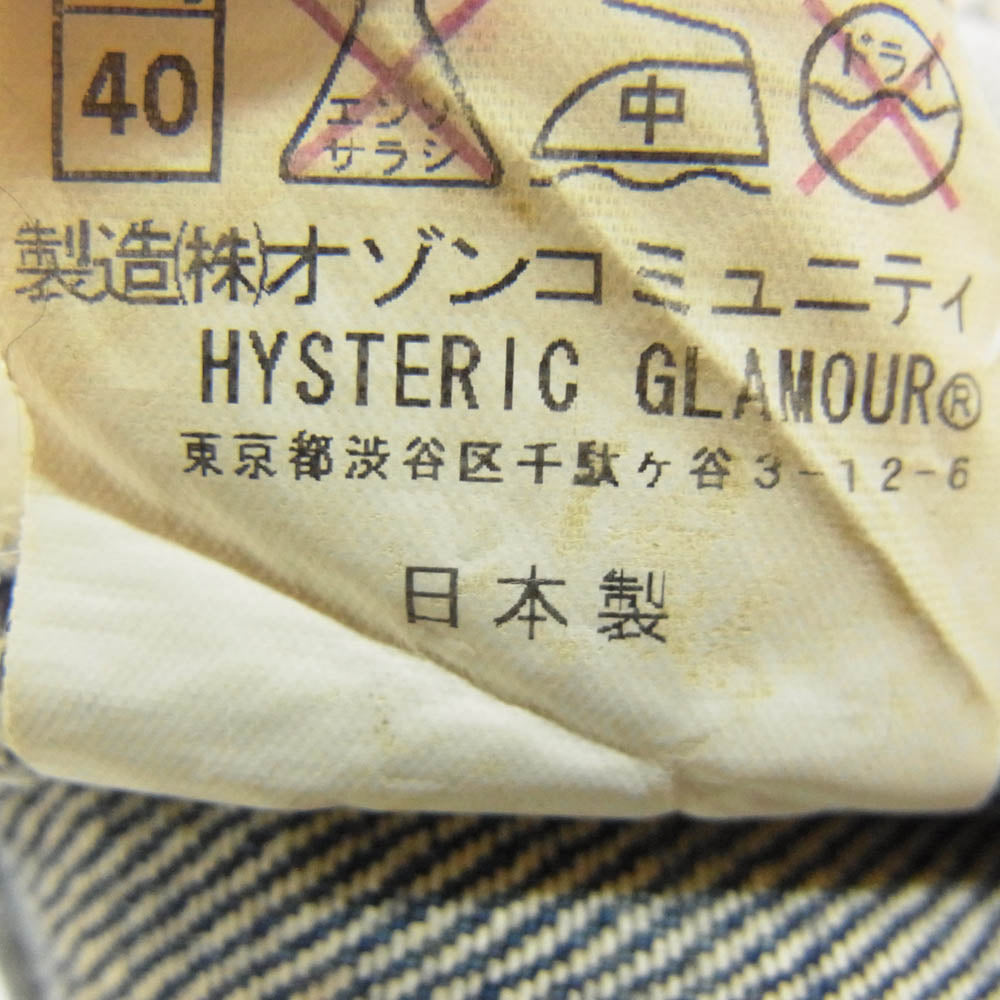 40
エンソ
サラシ
中
ドライ
製造(株)オゾンコミュニティ
HYSTERIC GLAMOUR®
東京都渋谷区千駄ヶ谷3-12-6
日本製